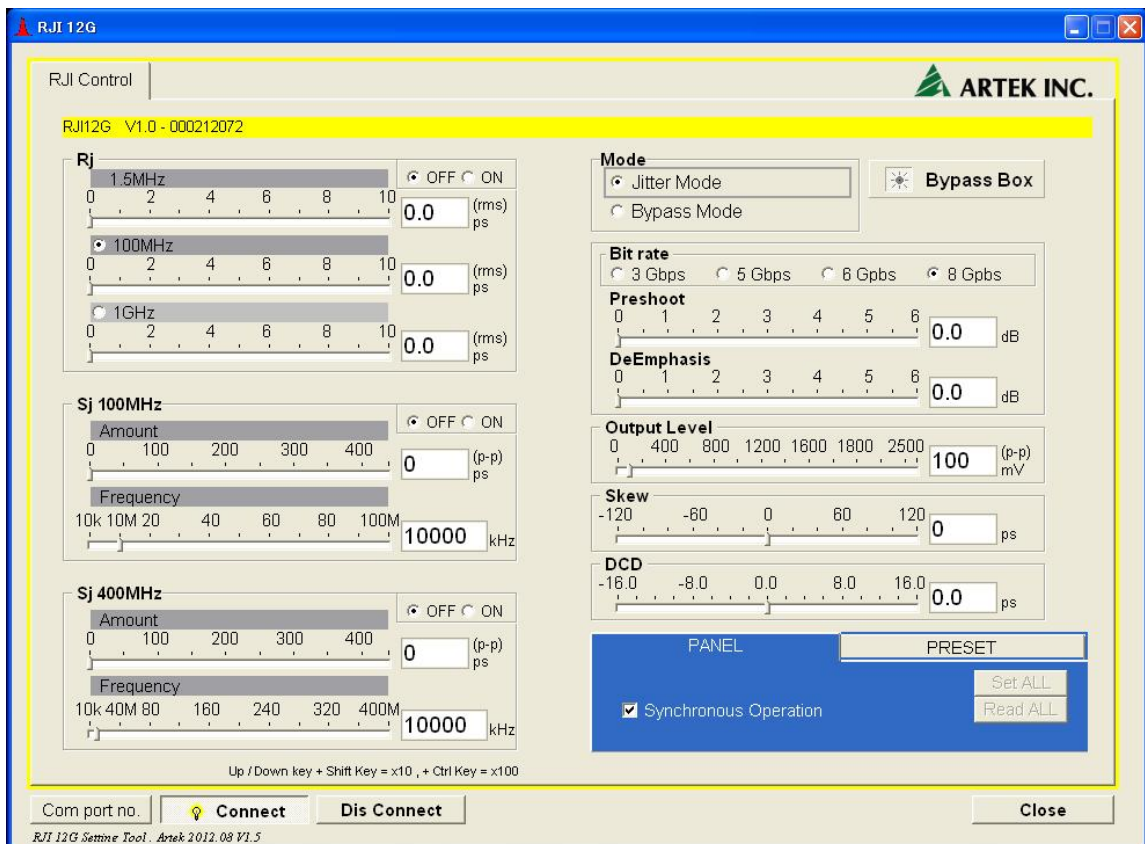 RJI 12G
RJI Control
ARTEK INC.
RJI12G V1.0 - 000212072
Rj
1.5MHz
OFF ON
0 2 4 6 8 10
0.0 (rms) ps
100MHz
0 2 4 6 8 10
0.0 (rms) ps
1GHz
0 2 4 6 8 10
0.0 (rms) ps
Sj 100MHz
OFF ON
Amount
0 100 200 300 400
0 (p-p) ps
Frequency
10k 10M 20 40 60 80 100M
10000 kHz
Sj 400MHz
OFF ON
Amount
0 100 200 300 400
0 (p-p) ps
Frequency
10k 40M 80 160 240 320 400M
10000 kHz
Up / Down key + Shift Key = x10 , + Ctrl Key = x100
Mode
Jitter Mode
Bypass Mode
Bypass Box
Bit rate
3 Gbps 5 Gbps 6 Gpbs 8 Gpbs
Preshoot
0 1 2 3 4 5 6
0.0 dB
DeEmphasis
0 1 2 3 4 5 6
0.0 dB
Output Level
0 400 800 1200 1600 1800 2500
100 (p-p) mV
Skew
-120 -60 0 60 120
0 ps
DCD
-16.0 -8.0 0.0 8.0 16.0
0.0 ps
PANEL PRESET
Set ALL
Synchronous Operation
Read ALL
Com port no. Connect Dis Connect Close
RJI 12G Setting Tool . Artek 2012.08 V1.5